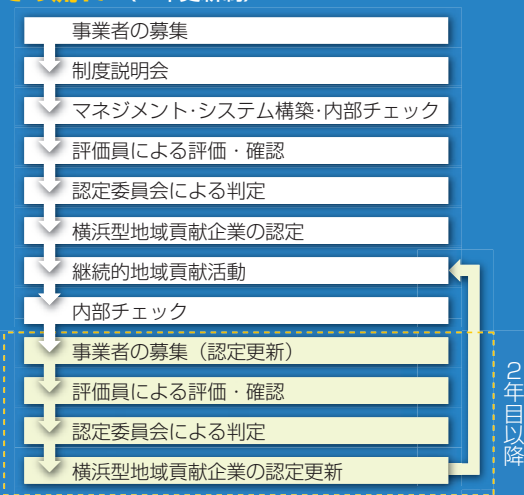 事業者の募集
制度説明会
マネジメント・システム構築・内部チェック
評価員による評価・確認
認定委員会による判定
横浜型地域貢献企業の認定
継続的地域貢献活動
内部チェック
事業者の募集（認定更新）
評価員による評価・確認
認定委員会による判定
横浜型地域貢献企業の認定更新
2年目以降